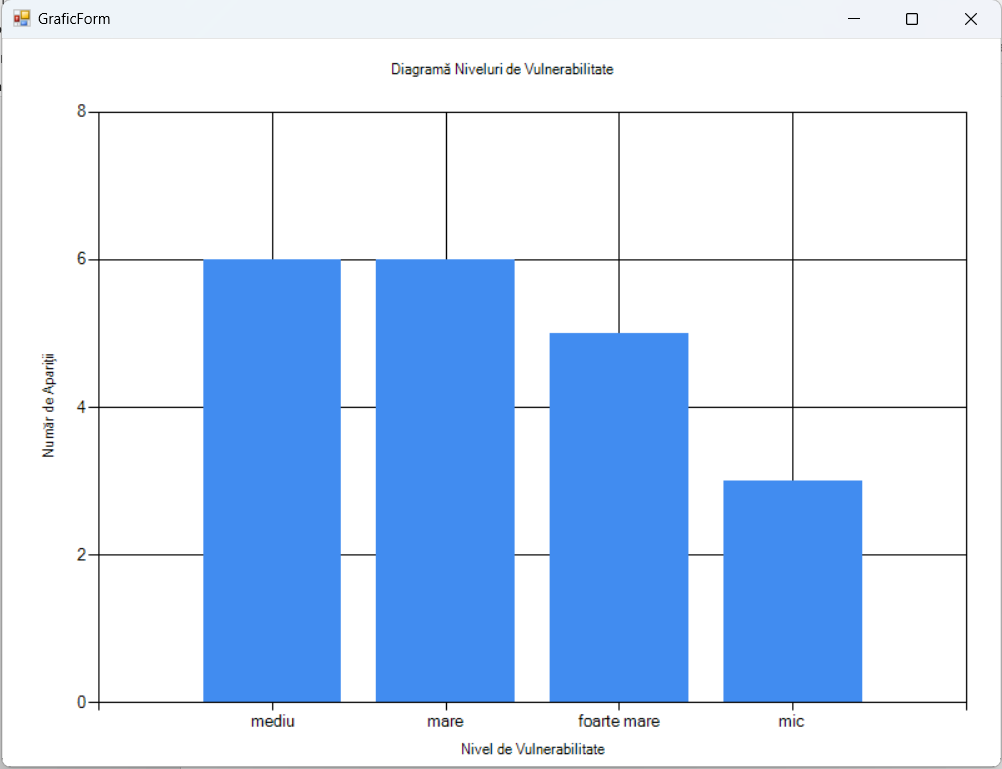 GraficForm
Diagramă Niveluri de Vulnerabilitate
8
6
4
2
0
Număr de Apariții
mediu
mare
foarte mare
mic
Nivel de Vulnerabilitate